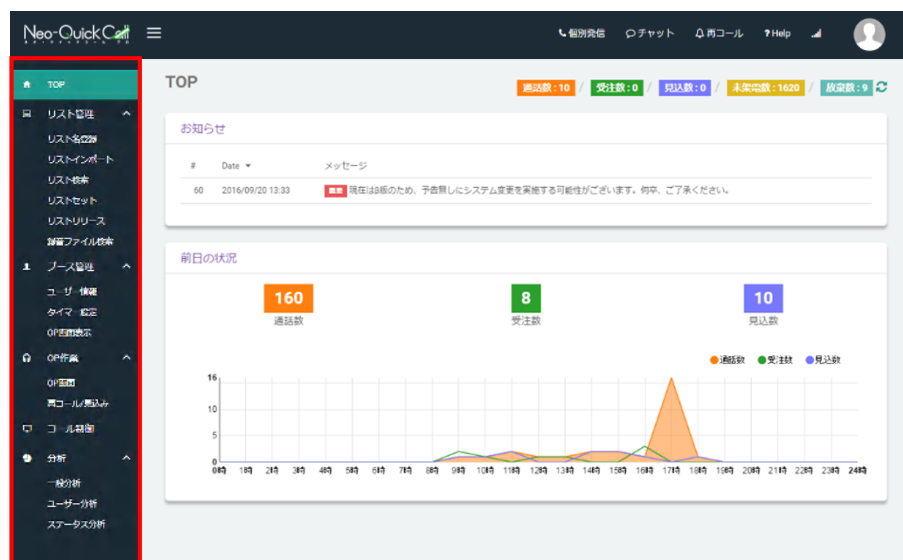 Neo-QuickCall
個別発信 チャット 再コール ?Help
TOP
リスト管理
リスト名登録
リストインポート
リスト検索
リストセット
リストリリース
録音ファイル検索
ブース管理
ユーザー情報
タイマー設定
OP画面表示
OP作業
OP画面
再コール/見込み
コール制御
分析
一般分析
ユーザー分析
ステータス分析
TOP
通話数:10 / 受注数:0 / 見込数:0 / 未架電数:1620 / 放棄数:9
お知らせ
# Date メッセージ
60 2016/09/20 13:33 重要 現在はβ版のため、予告無しにシステム変更を実施する可能性がございます。何卒、ご了承ください。
前日の状況
160 8 10
通話数 受注数 見込数
通話数 受注数 見込数
16
10
5
0
0時 1時 2時 3時 4時 5時 6時 7時 8時 9時 10時 11時 12時 13時 14時 15時 16時 17時 18時 19時 20時 21時 22時 23時 24時